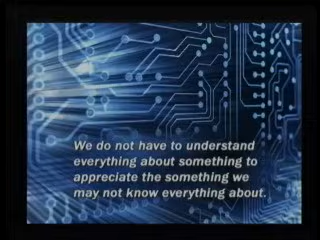 We do not have to understand
everything about something to
appreciate the something we
may not know everything about.